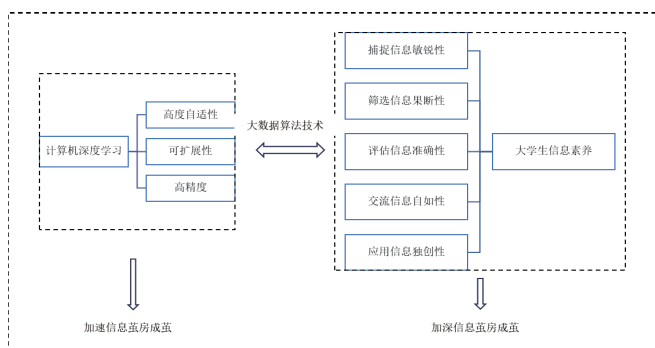 计算机深度学习
高度自适性
可扩展性
高精度
大数据算法技术
捕捉信息敏锐性
筛选信息果断性
评估信息准确性
交流信息自如性
应用信息独创性
大学生信息素养
加速信息茧房成茧
加深信息茧房成茧